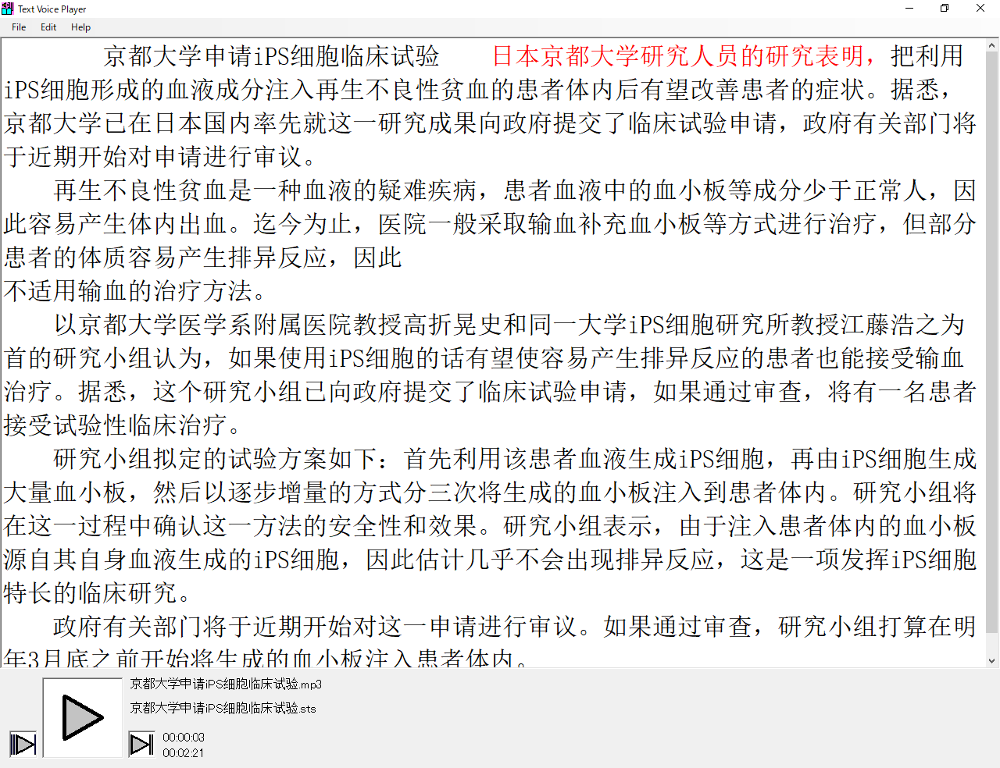 Text Voice Player
File Edit Help
京都大学申请iPS细胞临床试验 日本京都大学研究人员的研究表明，把利用
iPS细胞形成的血液成分注入再生不良性贫血的患者体内后有望改善患者的症状。据悉，
京都大学已在日本国内率先就这一研究成果向政府提交了临床试验申请，政府有关部门将
于近期开始对申请进行审议。
再生不良性贫血是一种血液的疑难疾病，患者血液中的血小板等成分少于正常人，因
此容易产生体内出血。迄今为止，医院一般采取输血补充血小板等方式进行治疗，但部分
患者的体质容易产生排异反应，因此
不适用输血的治疗方法。
以京都大学医学系附属医院教授高折晃史和同一大学iPS细胞研究所教授江藤浩之为
首的研究小组认为，如果使用iPS细胞的话有望使容易产生排异反应的患者也能接受输血
治疗。据悉，这个研究小组已向政府提交了临床试验申请，如果通过审查，将有一名患者
接受试验性临床治疗。
研究小组拟定的试验方案如下：首先利用该患者血液生成iPS细胞，再由iPS细胞生成
大量血小板，然后以逐步增量的方式分三次将生成的血小板注入到患者体内。研究小组将
在这一过程中确认这一方法的安全性和效果。研究小组表示，由于注入患者体内的血小板
源自其自身血液生成的iPS细胞，因此估计几乎不会出现排异反应，这是一项发挥iPS细胞
特长的临床研究。
政府有关部门将于近期开始对这一申请进行审议。如果通过审查，研究小组打算在明
年3月底之前开始将生成的血小板注入患者体内。
京都大学申请iPS细胞临床试验.mp3
京都大学申请iPS细胞临床试验.sts
00:00:03
00:02:21